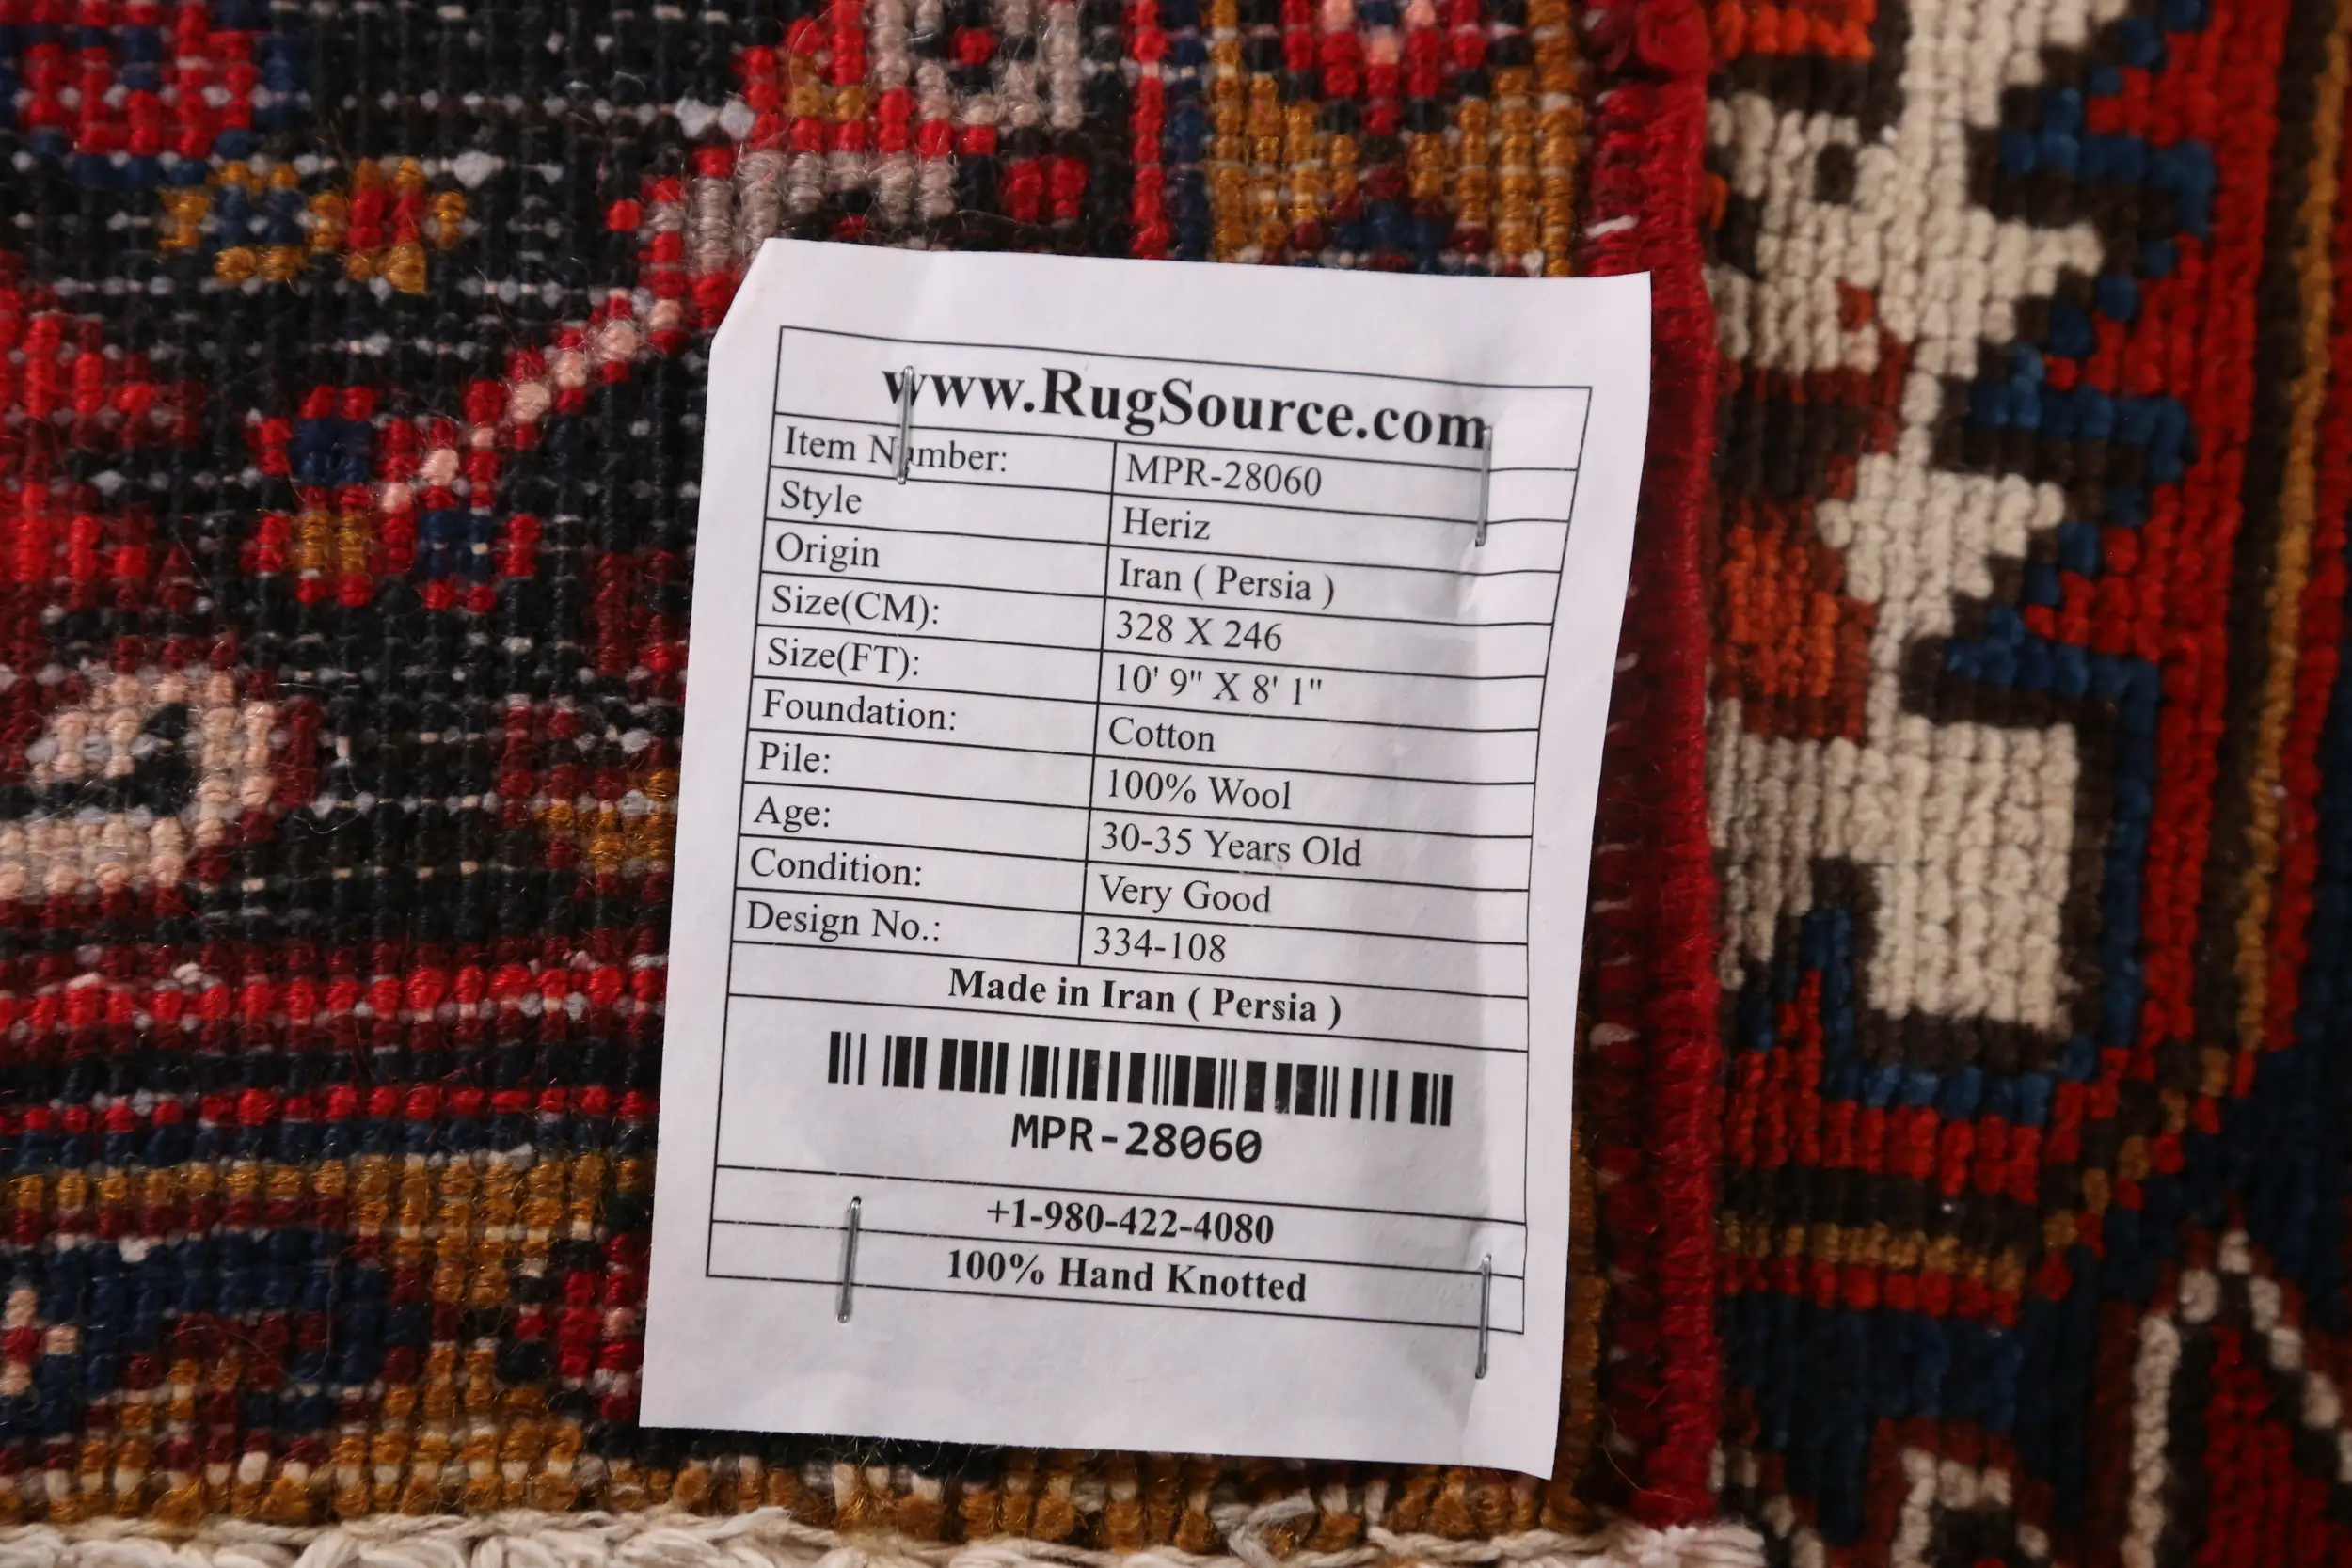 www.RugSource.com
Item Number: MPR-28060
Style Heriz
Origin Iran ( Persia )
Size(CM): 328 X 246
Size(FT): 10' 9" X 8' 1"
Foundation: Cotton
Pile: 100% Wool
Age: 30-35 Years Old
Condition: Very Good
Design No.: 334-108
Made in Iran ( Persia )
MPR-28060
+1-980-422-4080
100% Hand Knotted